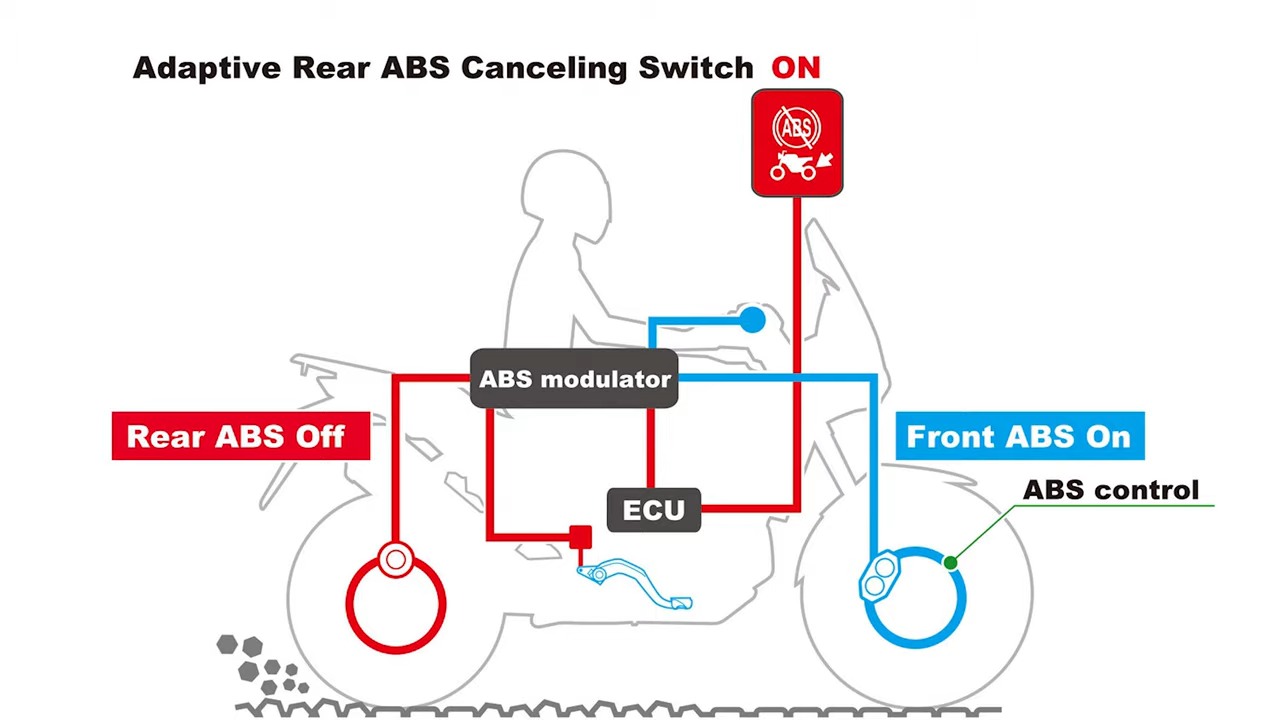 Adaptive Rear ABS Canceling Switch ON
ABS
ABS modulator
Rear ABS Off
Front ABS On
ABS control
ECU